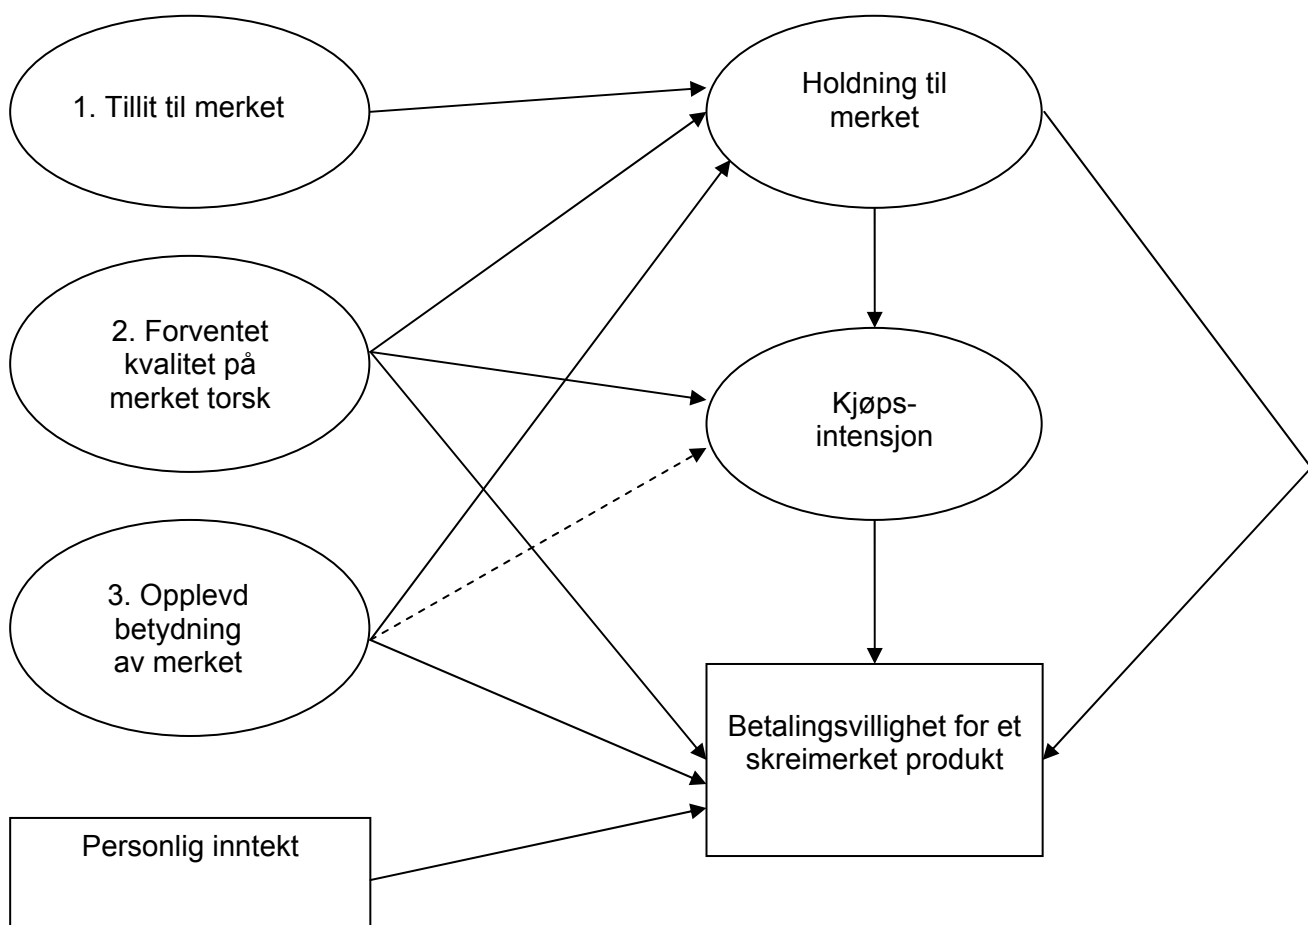 1. Tillit til merket
Holdning til
merket
2. Forventet
kvalitet på
merket torsk
Kjøps-
intensjon
3. Opplevd
betydning
av merket
Betalingsvillighet for et
skreimerket produkt
Personlig inntekt